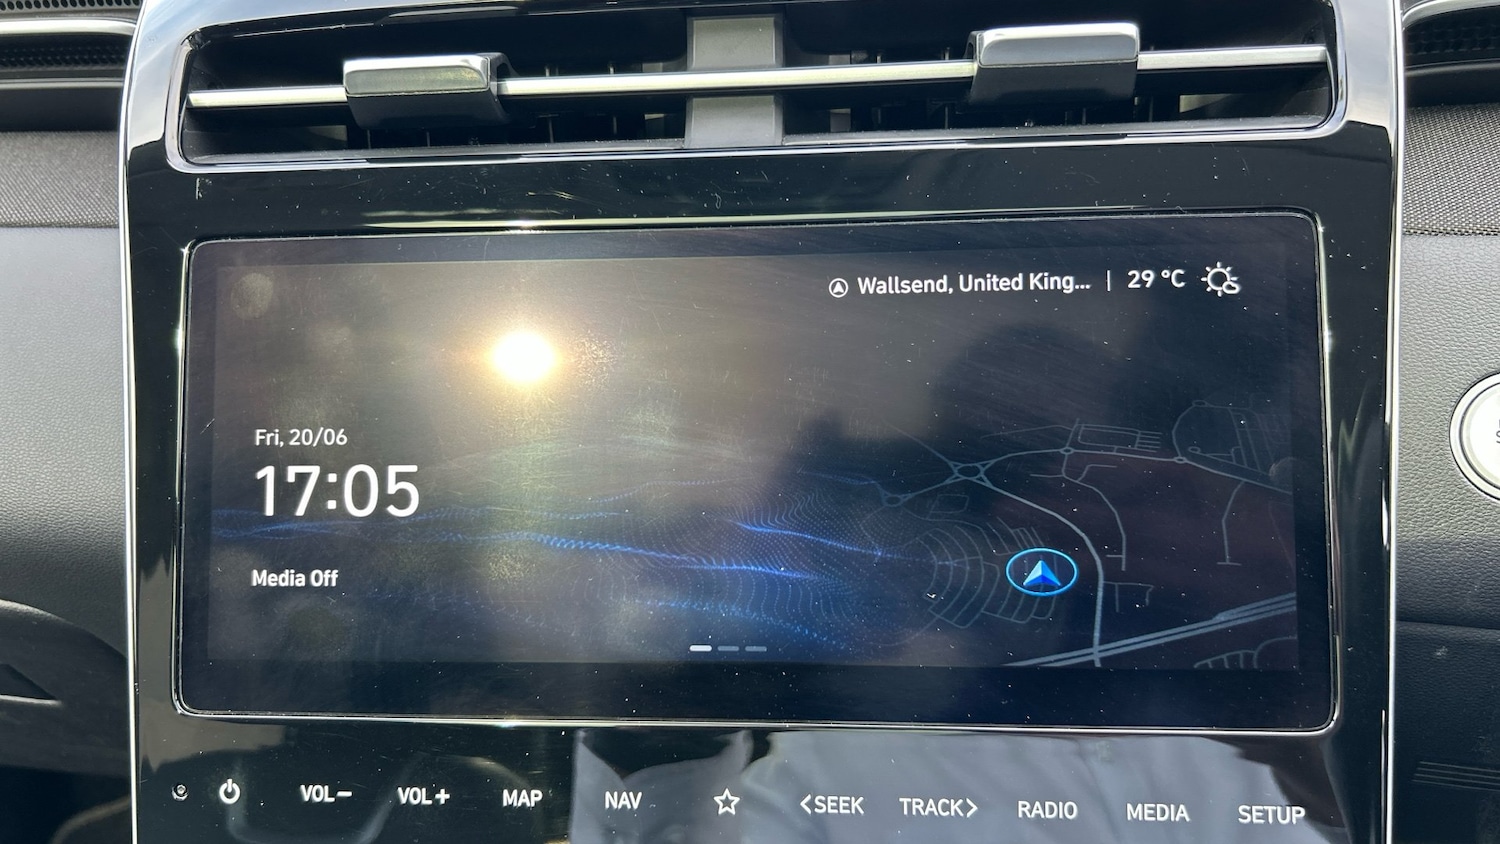 Wallsend, United King... | 29 °C
Fri, 20/06
17:05
Media Off
VOL− VOL+ MAP NAV <SEEK TRACK> RADIO MEDIA SETUP